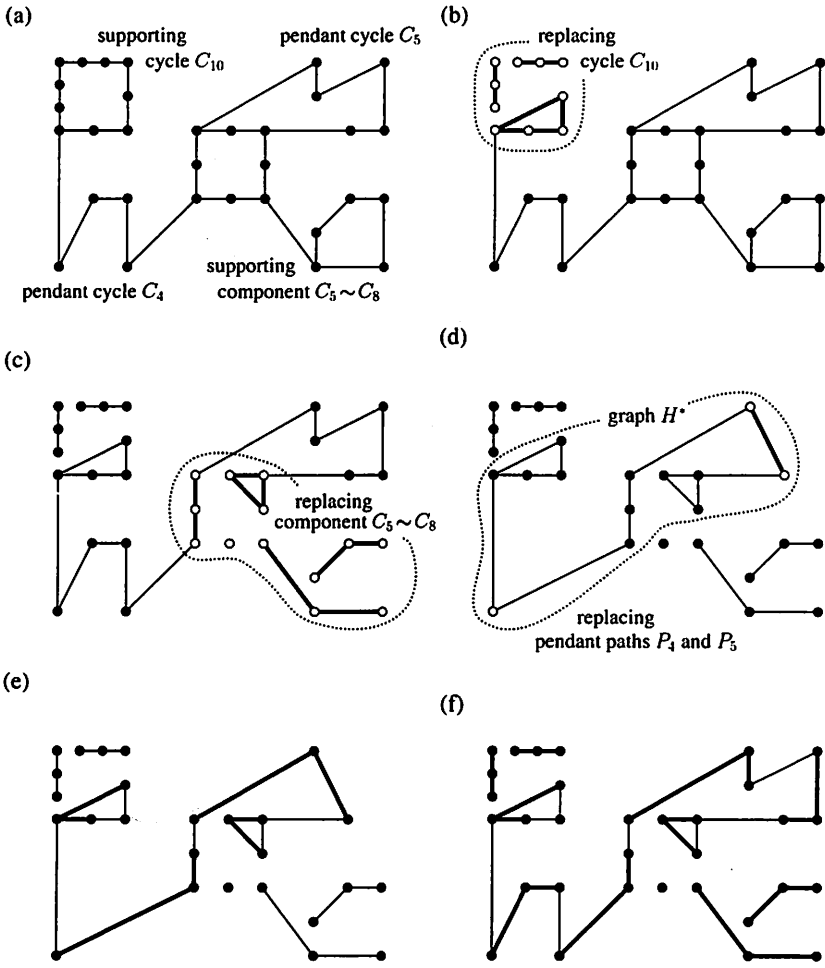 (a)
supporting
cycle C₁₀
pendant cycle C₅
pendant cycle C₄
supporting
component C₅∼C₈
(b)
replacing
cycle C₁₀
(c)
replacing
component C₅∼C₈
(d)
graph H*
replacing
pendant paths P₄ and P₅
(e)
(f)